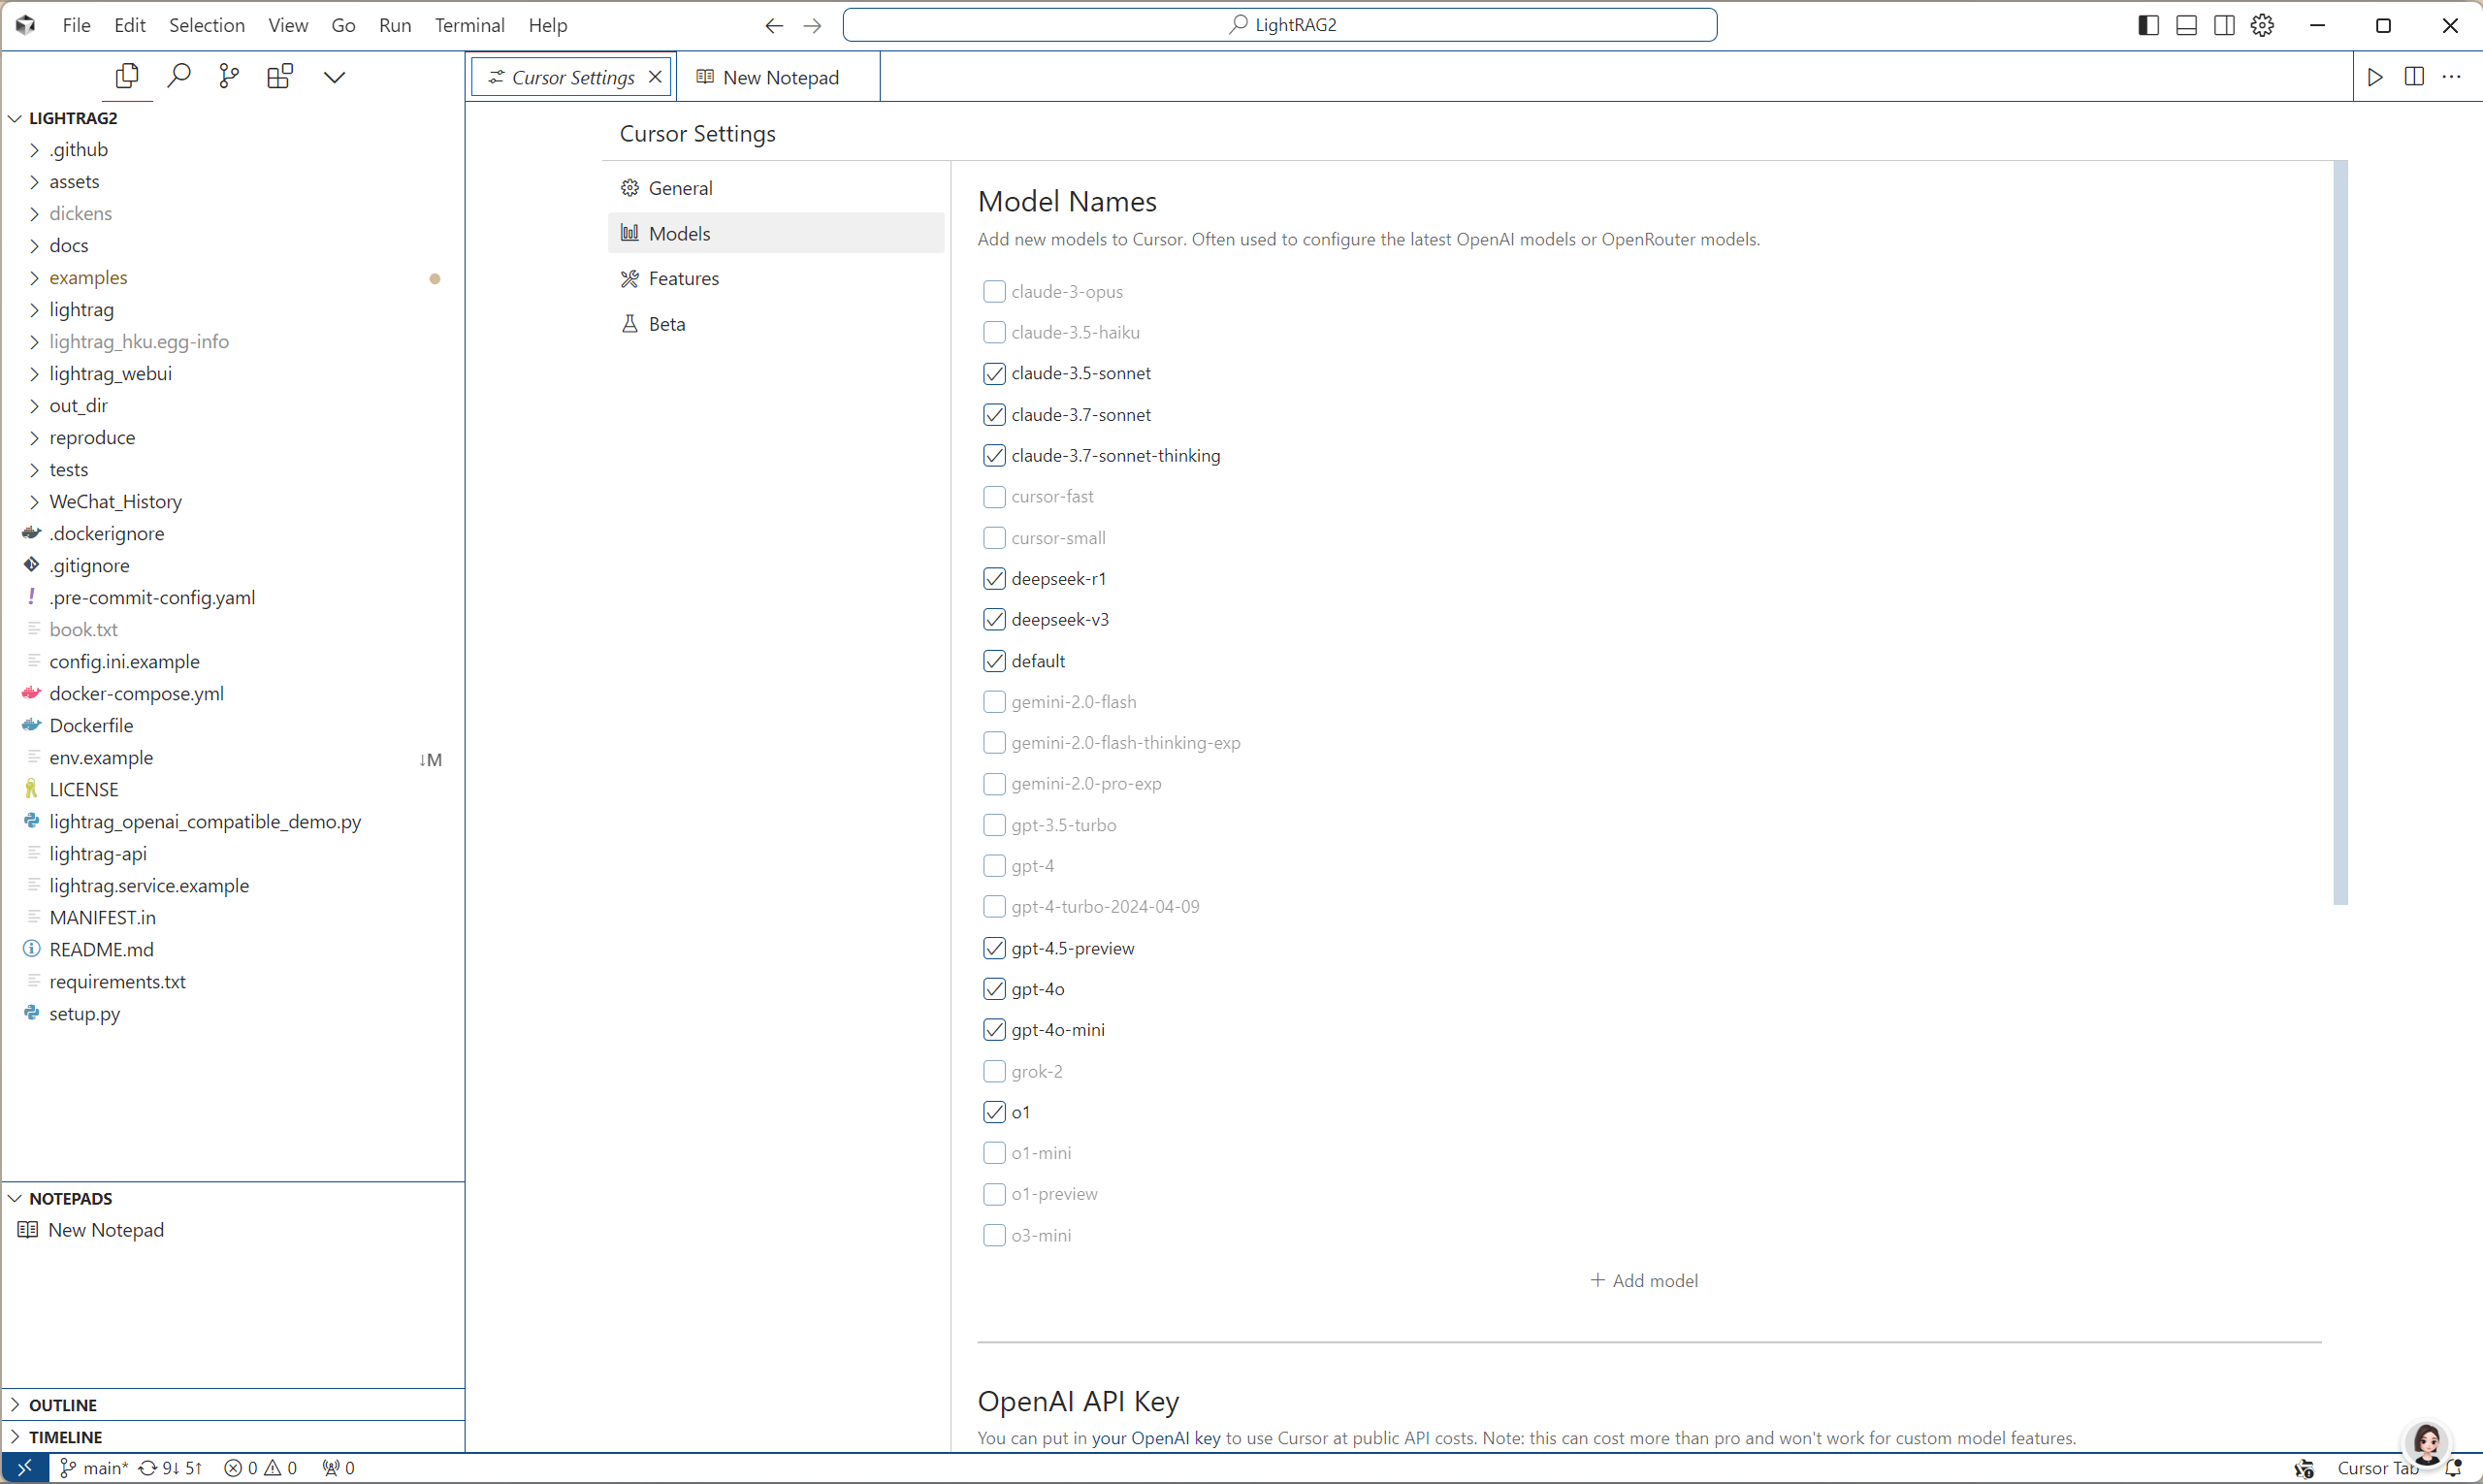 File Edit Selection View Go Run Terminal Help
LightRAG2
Cursor Settings
New Notepad
LIGHTRAG2
.github
assets
dickens
docs
examples
lightrag
lightrag_hku.egg-info
lightrag_webui
out_dir
reproduce
tests
WeChat_History
.dockerignore
.gitignore
.pre-commit-config.yaml
book.txt
config.ini.example
docker-compose.yml
Dockerfile
env.example ↓M
LICENSE
lightrag_openai_compatible_demo.py
lightrag-api
lightrag.service.example
MANIFEST.in
README.md
requirements.txt
setup.py
NOTEPADS
New Notepad
OUTLINE
TIMELINE
Cursor Settings
General
Models
Features
Beta
Model Names
Add new models to Cursor. Often used to configure the latest OpenAI models or OpenRouter models.
claude-3-opus
claude-3.5-haiku
claude-3.5-sonnet
claude-3.7-sonnet
claude-3.7-sonnet-thinking
cursor-fast
cursor-small
deepseek-r1
deepseek-v3
default
gemini-2.0-flash
gemini-2.0-flash-thinking-exp
gemini-2.0-pro-exp
gpt-3.5-turbo
gpt-4
gpt-4-turbo-2024-04-09
gpt-4.5-preview
gpt-4o
gpt-4o-mini
grok-2
o1
o1-mini
o1-preview
o3-mini
+ Add model
OpenAI API Key
You can put in your OpenAI key to use Cursor at public API costs. Note: this can cost more than pro and won't work for custom model features.
main* 9↓ 5↑ 0 0 0
Cursor Tab